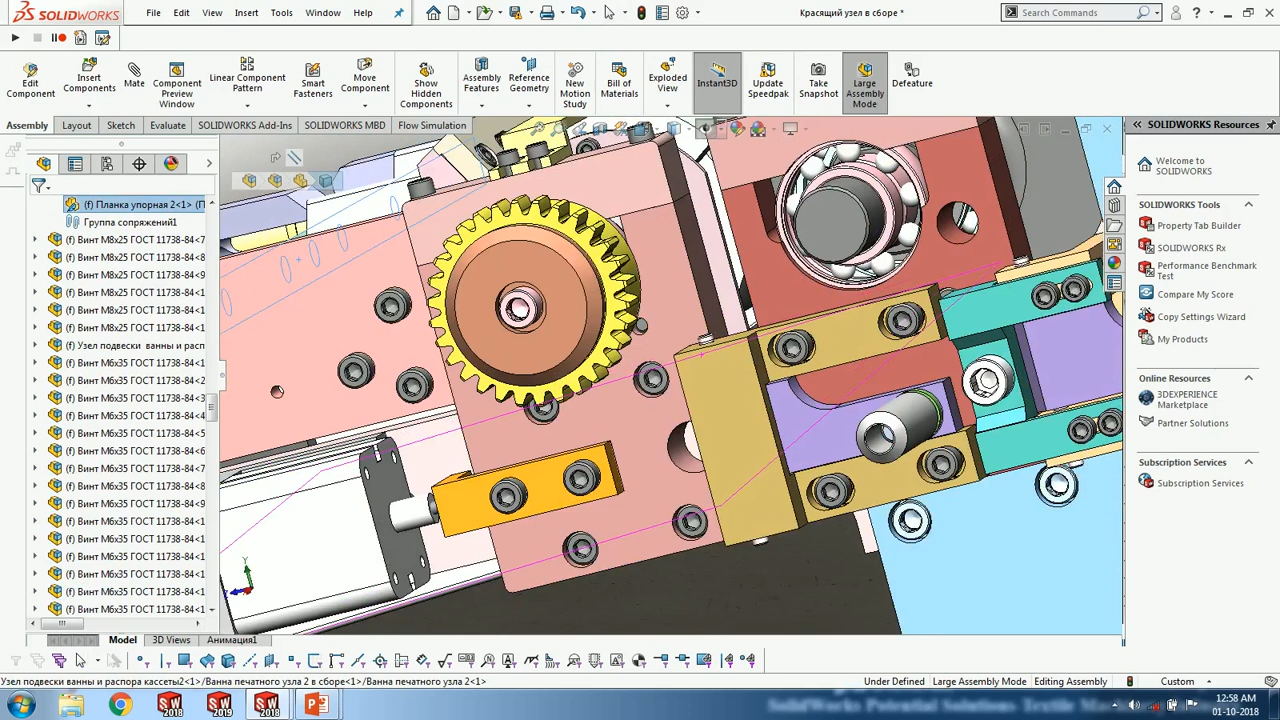 SOLIDWORKS File Edit View Insert Tools Window Help Красящий узел в сборе * Search Commands
Edit Component
Insert Components
Mate
Component Preview Window
Linear Component Pattern
Smart Fasteners
Move Component
Show Hidden Components
Assembly Features
Reference Geometry
New Motion Study
Bill of Materials
Exploded View
Instant3D
Update Speedpak
Take Snapshot
Large Assembly Mode
Defeature
Assembly Layout Sketch Evaluate SOLIDWORKS Add-Ins SOLIDWORKS MBD Flow Simulation
(f) Планка упорная 2<1> (П
Группа сопряжений1
(f) Винт М8х25 ГОСТ 11738-84<7
(f) Винт М8х25 ГОСТ 11738-84<8
(f) Винт М8х25 ГОСТ 11738-84<9
(f) Винт М8х25 ГОСТ 11738-84<1
(f) Винт М8х25 ГОСТ 11738-84<1
(f) Винт М8х25 ГОСТ 11738-84<1
(f) Узел подвески ванны и расп
(f) Винт М6х35 ГОСТ 11738-84<1
(f) Винт М6х35 ГОСТ 11738-84<2
(f) Винт М6х35 ГОСТ 11738-84<3
(f) Винт М6х35 ГОСТ 11738-84<4
(f) Винт М6х35 ГОСТ 11738-84<5
(f) Винт М6х35 ГОСТ 11738-84<6
(f) Винт М6х35 ГОСТ 11738-84<7
(f) Винт М6х35 ГОСТ 11738-84<8
(f) Винт М6х35 ГОСТ 11738-84<9
(f) Винт М6х35 ГОСТ 11738-84<1
(f) Винт М6х35 ГОСТ 11738-84<1
(f) Винт М6х35 ГОСТ 11738-84<1
(f) Винт М6х35 ГОСТ 11738-84<1
(f) Винт М6х35 ГОСТ 11738-84<1
(f) Винт М6х35 ГОСТ 11738-84<1
Y
SOLIDWORKS Resources
Welcome to SOLIDWORKS
SOLIDWORKS Tools
Property Tab Builder
SOLIDWORKS Rx
Performance Benchmark Test
Compare My Score
Copy Settings Wizard
My Products
Online Resources
3DEXPERIENCE Marketplace
Partner Solutions
Subscription Services
Subscription Services
Model 3D Views Анимация1
Узел подвески ванны и распора кассеты2<1>/Ванна печатного узла 2 в сборе<1>/Ванна печатного узла 2<1> Under Defined Large Assembly Mode Editing Assembly Custom
2018 2019 2018
SolidWorks Potential Solutions Textile
12:58 AM
01-10-2018